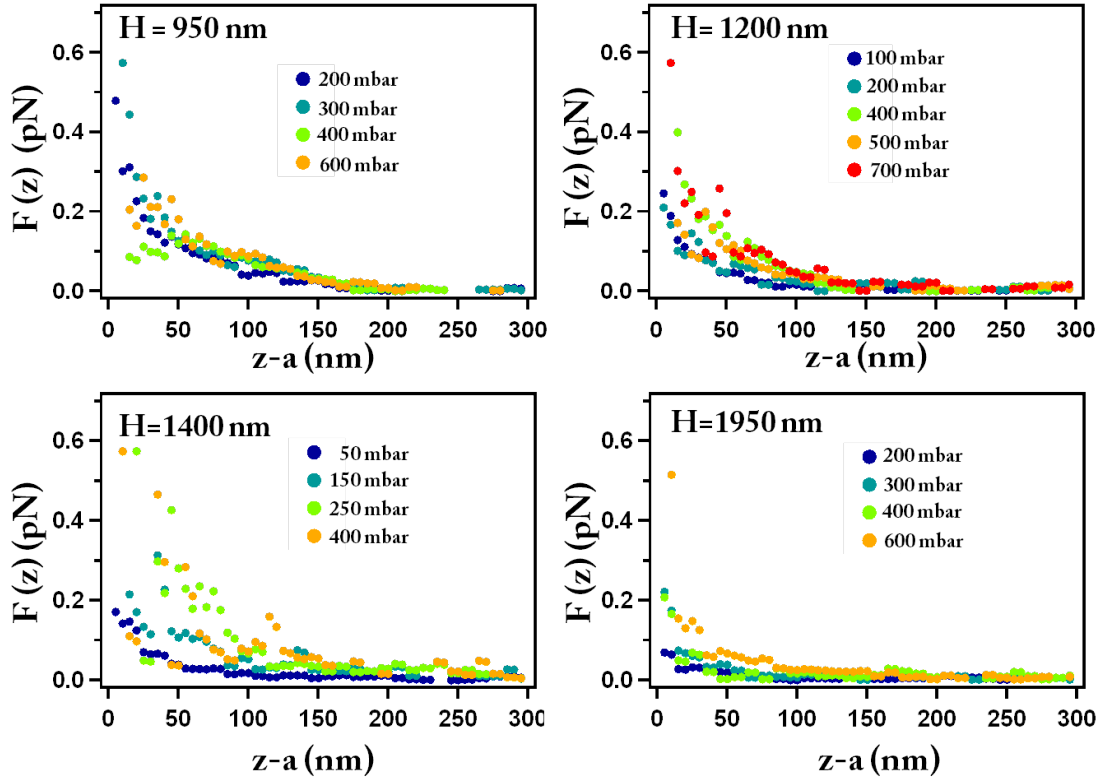 H = 950 nm
200 mbar
300 mbar
400 mbar
600 mbar
F (z) (pN)
0.6
0.4
0.2
0.0
0 50 100 150 200 250 300
z-a (nm)
H= 1200 nm
100 mbar
200 mbar
400 mbar
500 mbar
700 mbar
F (z) (pN)
0.6
0.4
0.2
0.0
0 50 100 150 200 250 300
z-a (nm)
H=1400 nm
50 mbar
150 mbar
250 mbar
400 mbar
F (z) (pN)
0.6
0.4
0.2
0.0
0 50 100 150 200 250 300
z-a (nm)
H=1950 nm
200 mbar
300 mbar
400 mbar
600 mbar
F (z) (pN)
0.6
0.4
0.2
0.0
0 50 100 150 200 250 300
z-a (nm)